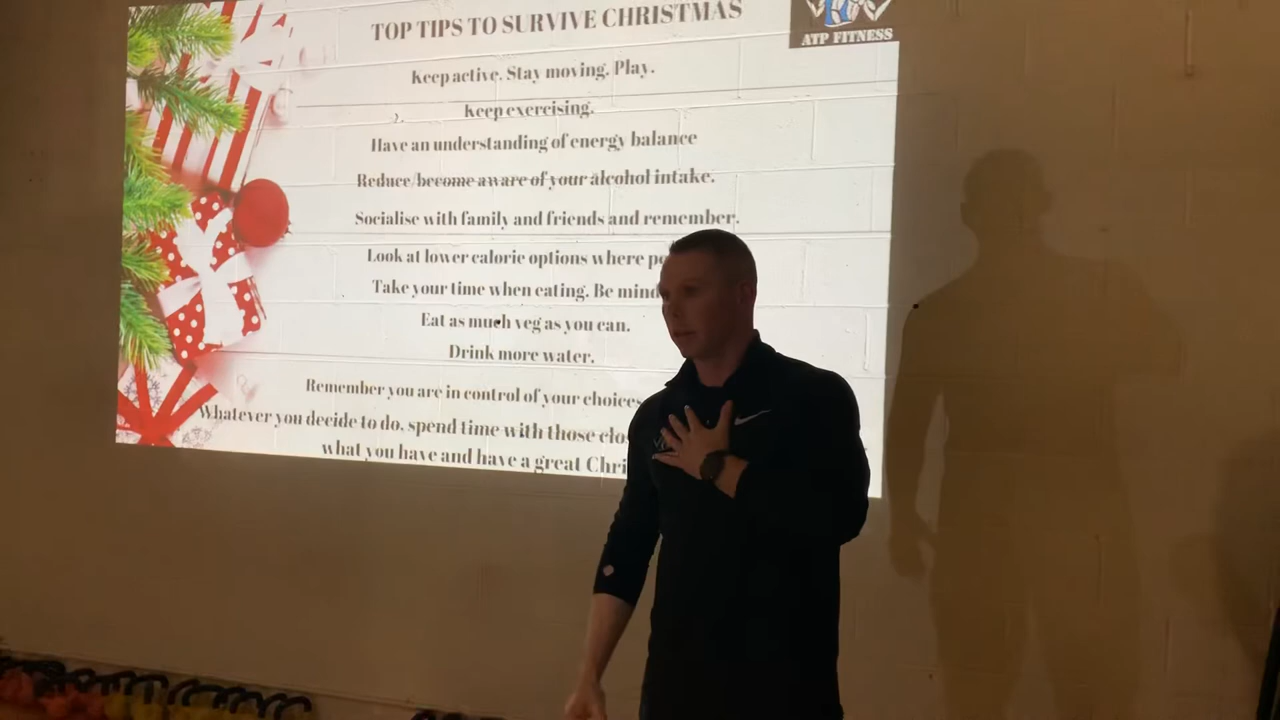 TOP TIPS TO SURVIVE CHRISTMAS
ATP FITNESS
Keep active. Stay moving. Play.
Keep exercising.
Have an understanding of energy balance
Reduce/become aware of your alcohol intake.
Socialise with family and friends and remember.
Look at lower calorie options where
Take your time when eating. Be
Eat as much veg as you can.
Drink more water.
Remember you are in control of your choices
Whatever you decide to do, spend time with those
what you have and have a great